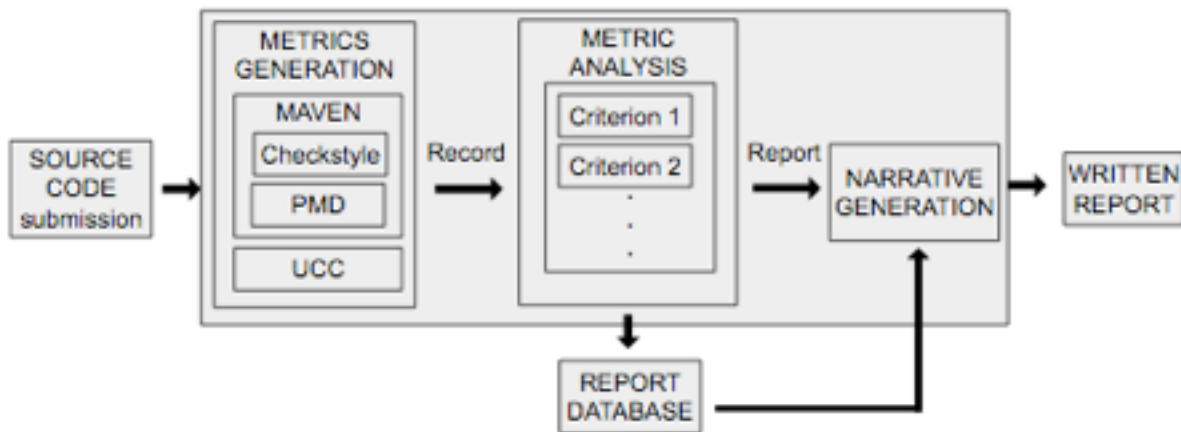 SOURCE
CODE
submission
METRICS
GENERATION
MAVEN
Checkstyle
PMD
UCC
Record
METRIC
ANALYSIS
Criterion 1
Criterion 2
.
.
.
Report
NARRATIVE
GENERATION
WRITTEN
REPORT
REPORT
DATABASE